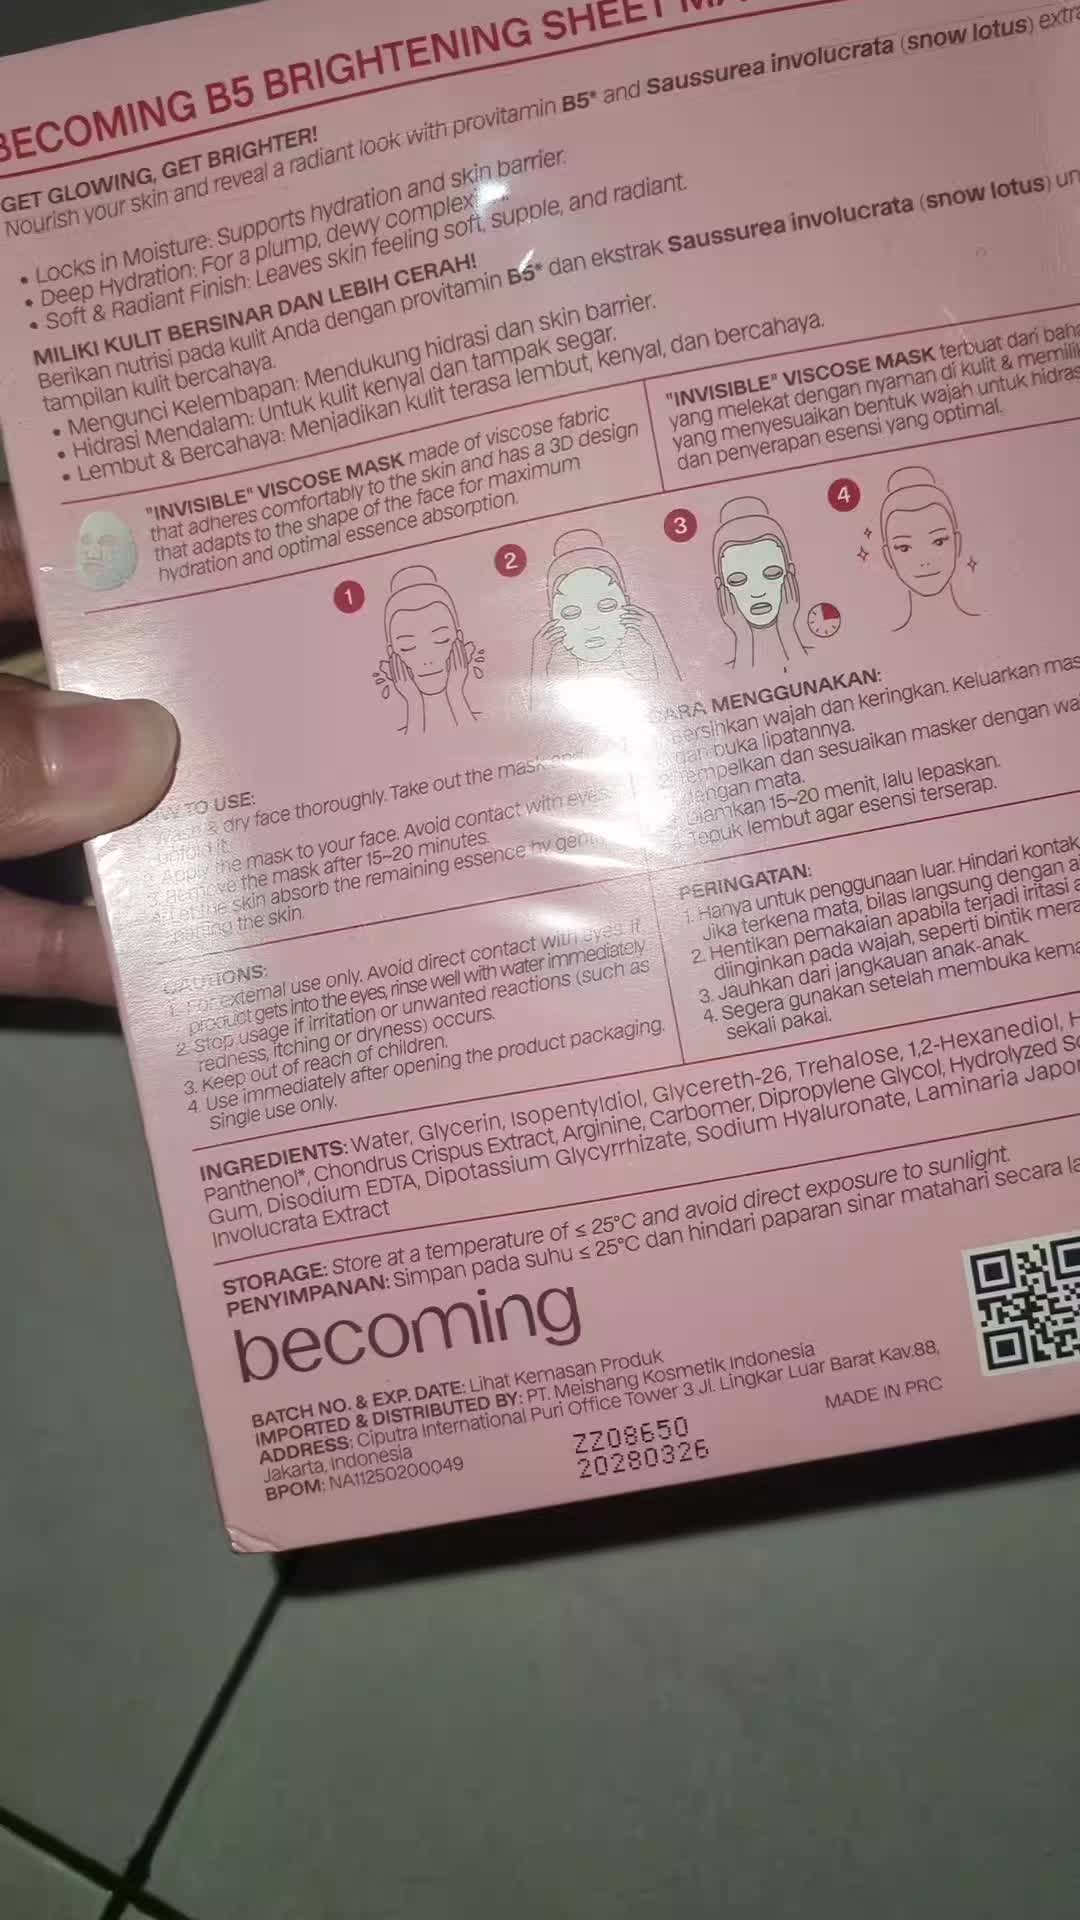 BECOMING B5 BRIGHTENING SHEET
GET GLOWING, GET BRIGHTER!
Nourish your skin and reveal a radiant look with provitamin B5* and Saussurea involucrata (snow lotus)
• Locks in Moisture: Supports hydration and skin barrier.
• Deep Hydration: For a plump, dewy
• Soft & Radiant Finish: Leaves skin feeling soft, supple, and radiant.
MILIKI KULIT BERSINAR DAN LEBIH CERAH!
Berikan nutrisi pada kulit Anda dengan provitamin B5* dan ekstrak Saussurea involucrata (snow lotus)
tampilan kulit bercahaya.
• Mengunci Kelembapan: Mendukung hidrasi dan skin barrier.
• Hidrasi Mendalam: Untuk kulit kenyal dan tampak segar.
• Lembut & Bercahaya: Menjadikan kulit terasa lembut, kenyal, dan bercahaya.
"INVISIBLE" VISCOSE MASK made of viscose fabric
that adheres comfortably to the skin and has a 3D design
that adapts to the shape of the face for maximum
hydration and optimal essence absorption.
"INVISIBLE" VISCOSE MASK terbuat dari
yang melekat dengan nyaman di kulit &
yang menyesuaikan bentuk wajah untuk
dan penyerapan esensi yang optimal.
1
2
3
4
TO USE:
& dry face thoroughly. Take out the mask
it.
the mask to your face. Avoid contact with eyes.
3. Remove the mask after 15~20 minutes.
the skin absorb the remaining essence by
the skin.
MENGGUNAKAN:
wajah dan keringkan. Keluarkan
buka lipatannya.
dan sesuaikan masker dengan
dengan mata.
15~20 menit, lalu lepaskan.
lembut agar esensi terserap.
1. For external use only. Avoid direct contact with eyes. If
product gets into the eyes, rinse well with water immediately.
2. Stop usage if irritation or unwanted reactions (such as
redness, itching or dryness) occurs.
3. Keep out of reach of children.
4. Use immediately after opening the product packaging.
Single use only.
PERINGATAN:
1. Hanya untuk penggunaan luar. Hindari kontak
Jika terkena mata, bilas langsung dengan
2. Hentikan pemakaian apabila terjadi iritasi
diinginkan pada wajah, seperti bintik
3. Jauhkan dari jangkauan anak-anak.
4. Segera gunakan setelah membuka
sekali pakai.
INGREDIENTS: Water, Glycerin, Isopentyldiol, Glycereth-26, Trehalose, 1,2-Hexanediol,
Panthenol*, Chondrus Crispus Extract, Arginine, Carbomer, Dipropylene Glycol, Hydrolyzed
Gum, Disodium EDTA, Dipotassium Glycyrrhizate, Sodium Hyaluronate, Laminaria
Involucrata Extract
STORAGE: Store at a temperature of ≤ 25°C and avoid direct exposure to sunlight.
PENYIMPANAN: Simpan pada suhu ≤ 25°C dan hindari paparan sinar matahari secara
becoming
BATCH NO. & EXP. DATE: Lihat Kemasan Produk
IMPORTED & DISTRIBUTED BY: PT. Meishang Kosmetik Indonesia
ADDRESS: Ciputra International Puri Office Tower 3 Jl. Lingkar Luar Barat Kav.88,
Jakarta, Indonesia
BPOM: NA11250200049
MADE IN PRC
ZZ08650
20280326